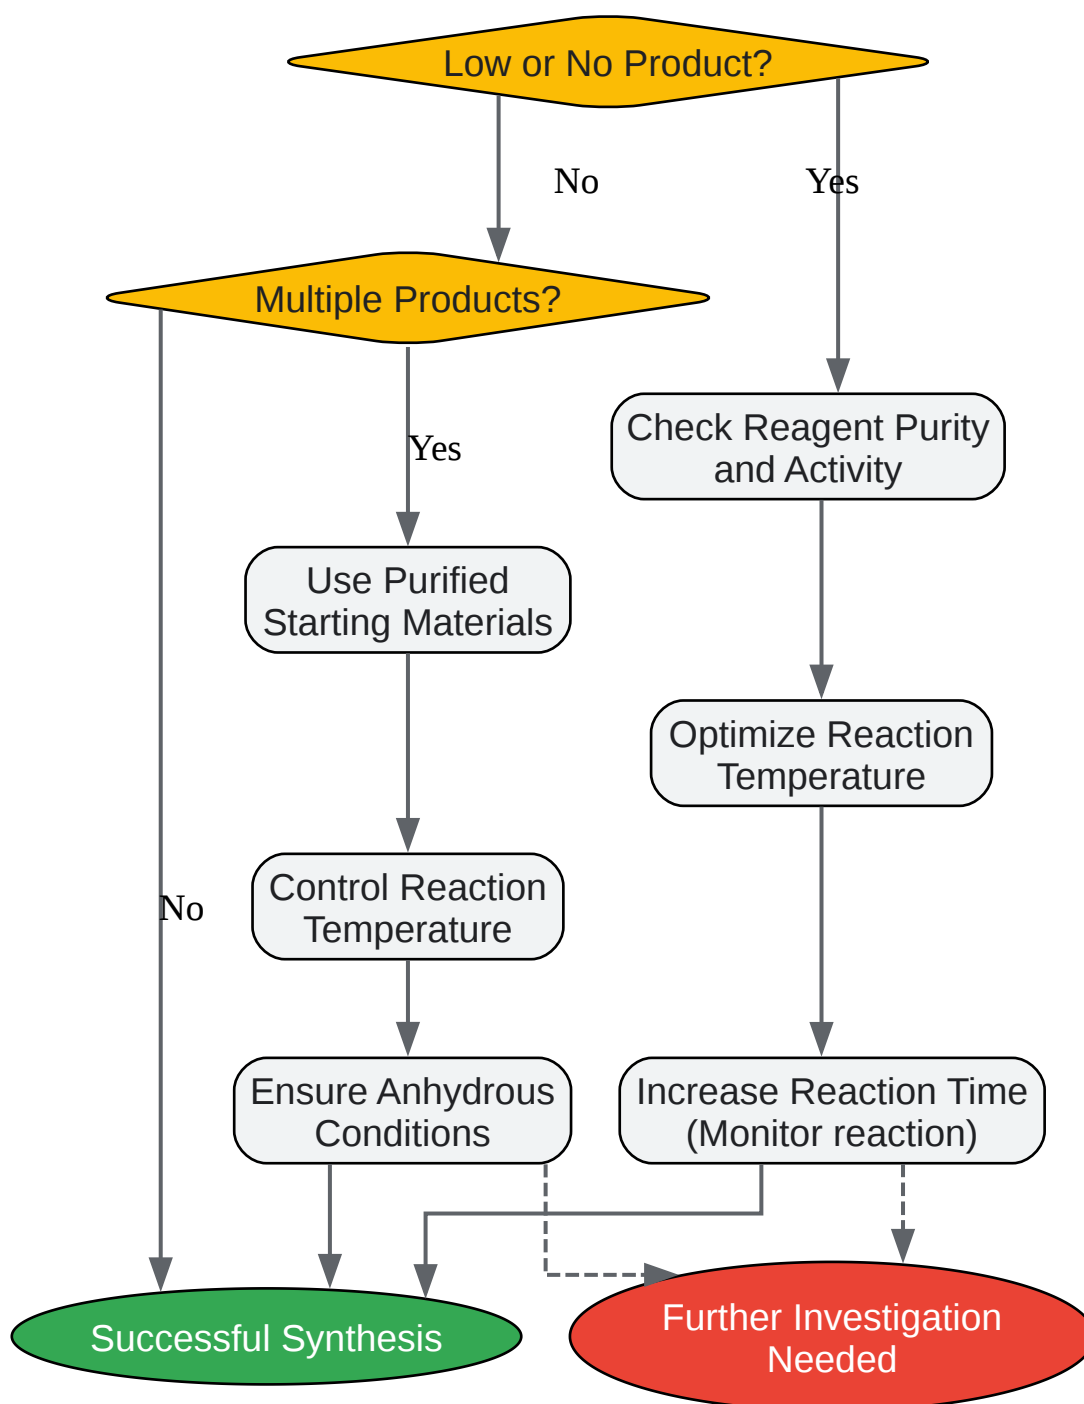 Low or No Product?
No
Yes
Multiple Products?
Yes
Check Reagent Purity
and Activity
Use Purified
Starting Materials
Optimize Reaction
Temperature
Control Reaction
Temperature
No
Ensure Anhydrous
Conditions
Increase Reaction Time
(Monitor reaction)
Successful Synthesis
Further Investigation
Needed